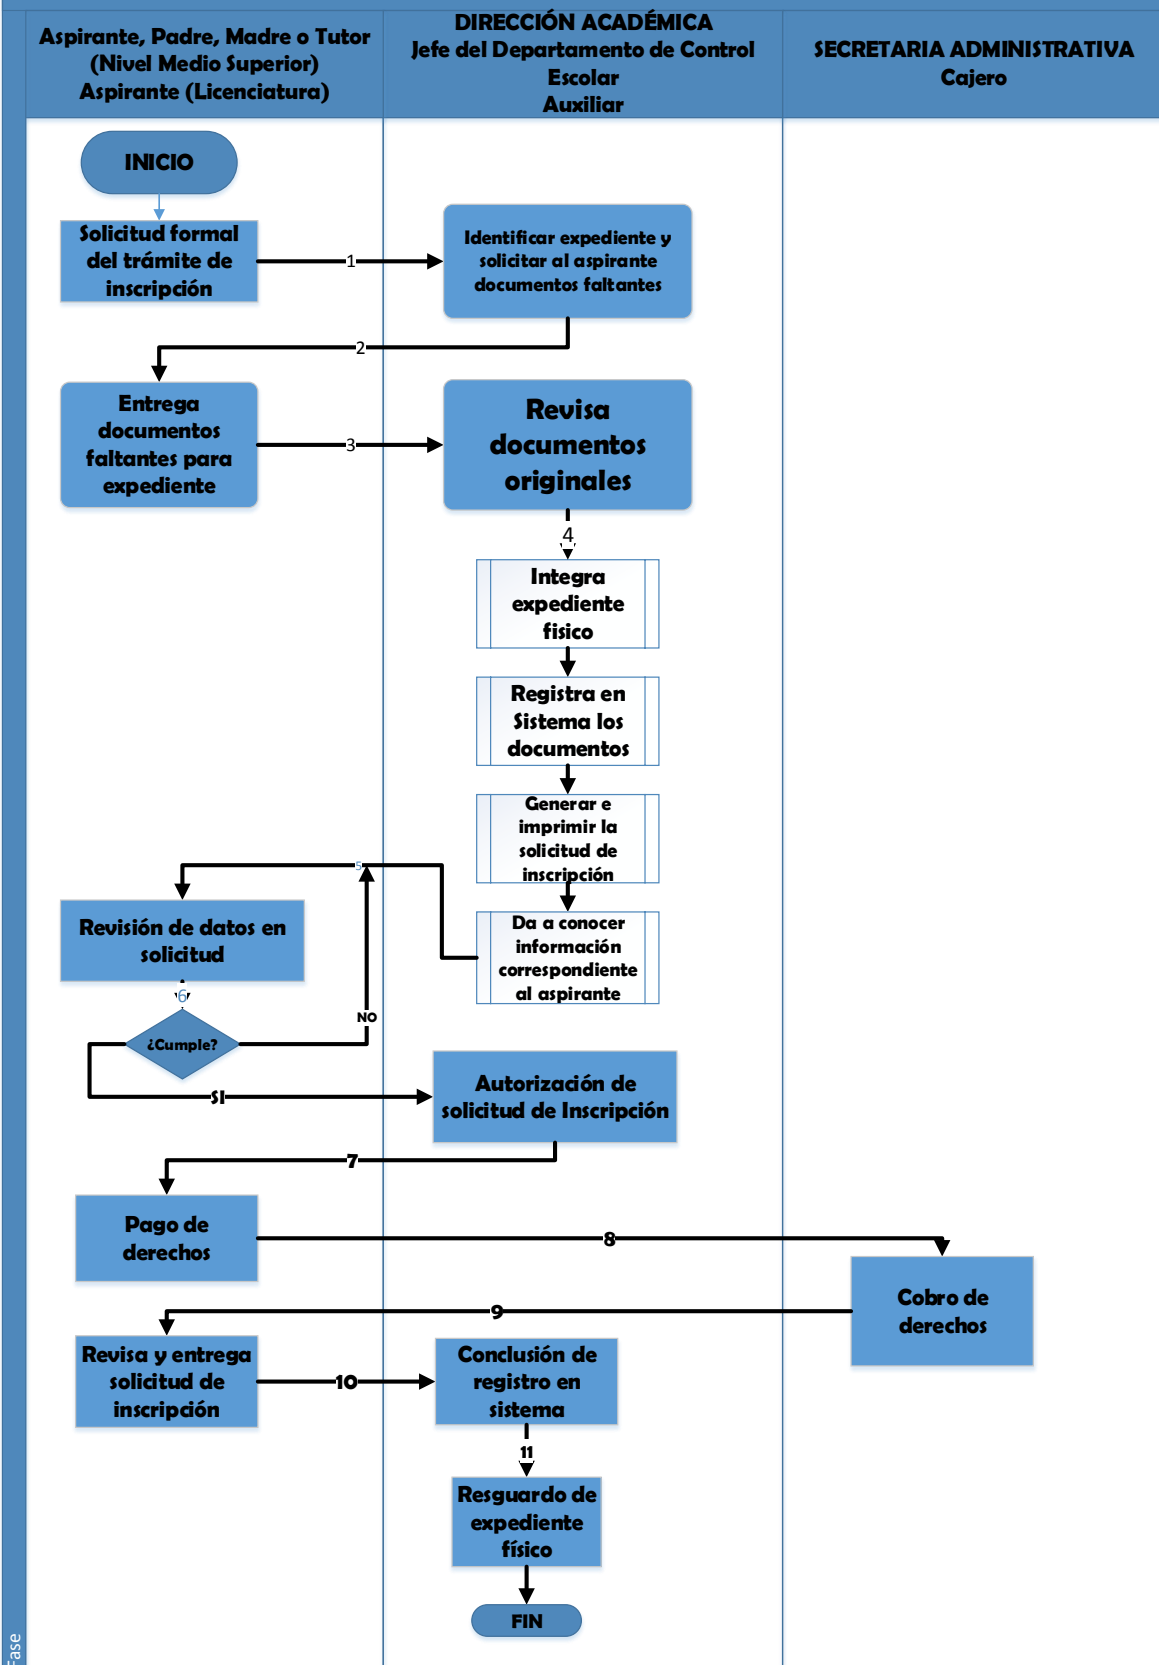 Aspirante, Padre, Madre o Tutor
(Nivel Medio Superior)
Aspirante (Licenciatura)
DIRECCIÓN ACADÉMICA
Jefe del Departamento de Control
Escolar
Auxiliar
SECRETARIA ADMINISTRATIVA
Cajero
INICIO
Solicitud formal
del trámite de
inscripción
1
Identificar expediente y
solicitar al aspirante
documentos faltantes
2
Entrega
documentos
faltantes para
expediente
3
Revisa
documentos
originales
4
Integra
expediente
fisico
Registra en
Sistema los
documentos
Generar e
imprimir la
solicitud de
inscripción
5
Revisión de datos en
solicitud
Da a conocer
información
correspondiente
al aspirante
6
NO
¿Cumple?
SI
Autorización de
solicitud de Inscripción
7
Pago de
derechos
8
Cobro de
derechos
9
Revisa y entrega
solicitud de
inscripción
10
Conclusión de
registro en
sistema
11
Resguardo de
expediente
físico
FIN
Fase